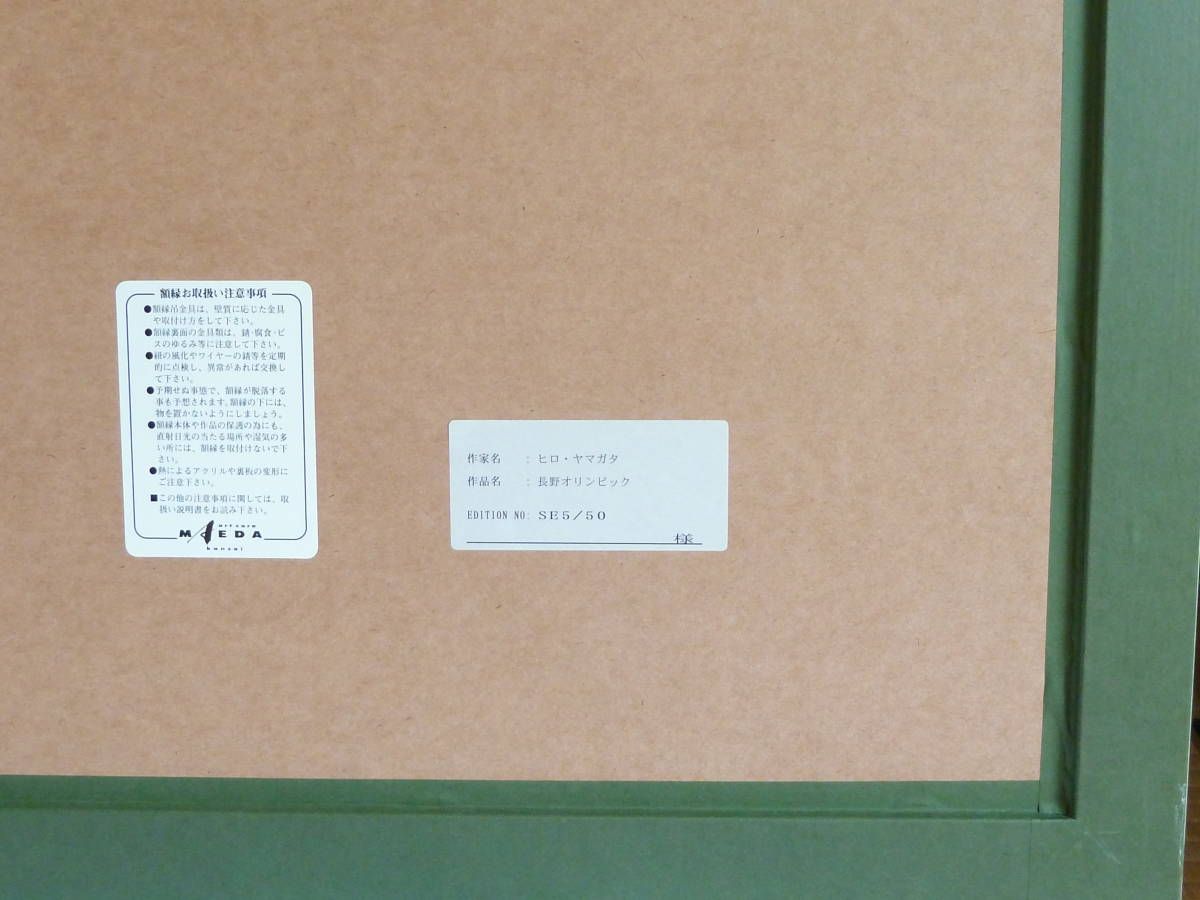 額縁お取扱い注意事項
●額縁吊金具は、壁質に応じた金具
や取付け方をして下さい。
●額縁裏面の金具類は、錆・腐食・ビ
スのゆるみ等に注意して下さい。
●紐の風化やワイヤーの錆等を定期
的に点検し、異常があれば交換し
て下さい。
●予期せぬ事態で、額縁が脱落する
事も予想されます。額縁の下には、
物を置かないようにしましょう。
●額縁本体や作品の保護の為にも、
直射日光の当たる場所や湿気の多
い所には、額縁を取付けないで下
さい。
●熱によるアクリルや裏板の変形に
ご注意下さい。
■この他の注意事項に関しては、取
扱い説明書をお読み下さい。
art core
MAEDA
kansai
作家名 : ヒロ・ヤマガタ
作品名 : 長野オリンピック
EDITION NO: SE5/50
様